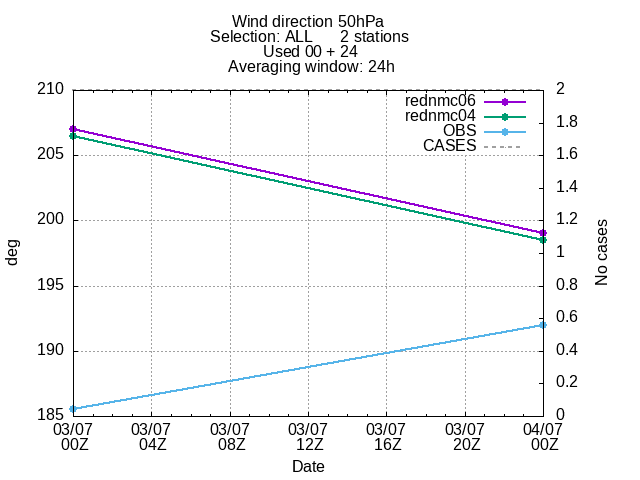 Wind direction 50hPa
Selection: ALL 2 stations
Used 00 + 24
Averaging window: 24h
210 2
rednmc06
rednmc04 1.8
OBS
CASES
205 1.6
1.4
200 1.2
deg
No cases
1
195 0.8
0.6
190 0.4
0.2
185 0
03/07 03/07 03/07 03/07 03/07 03/07 04/07
00Z 04Z 08Z 12Z 16Z 20Z 00Z
Date